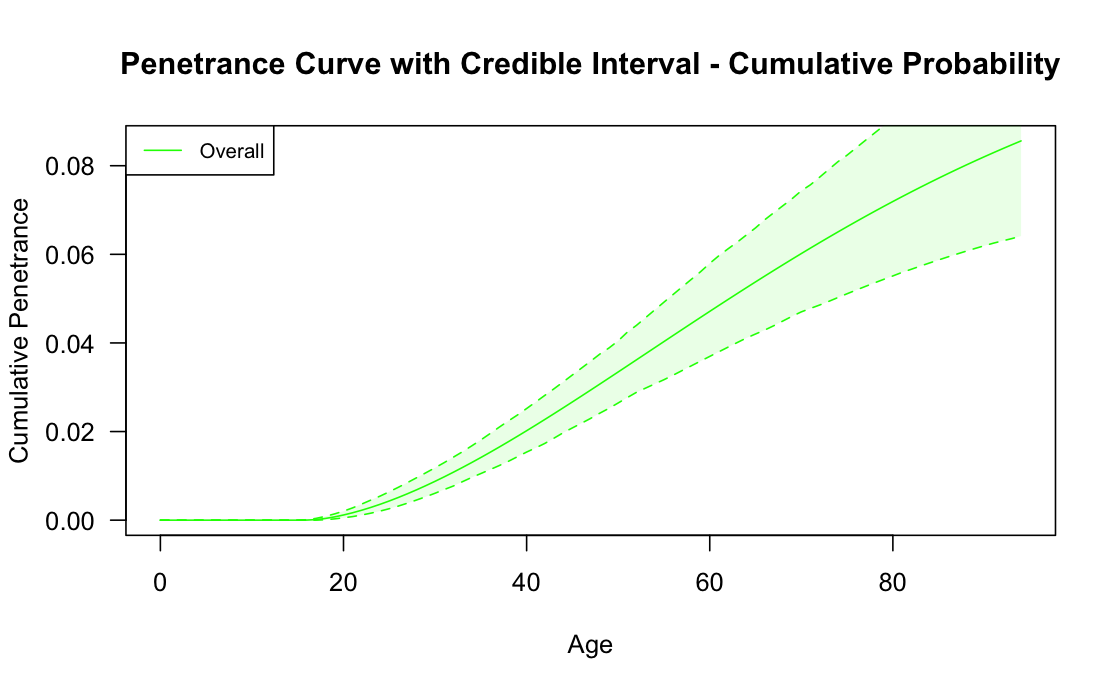 Penetrance Curve with Credible Interval - Cumulative Probability
Overall
Cumulative Penetrance
0.08
0.06
0.04
0.02
0.00
0 20 40 60 80
Age